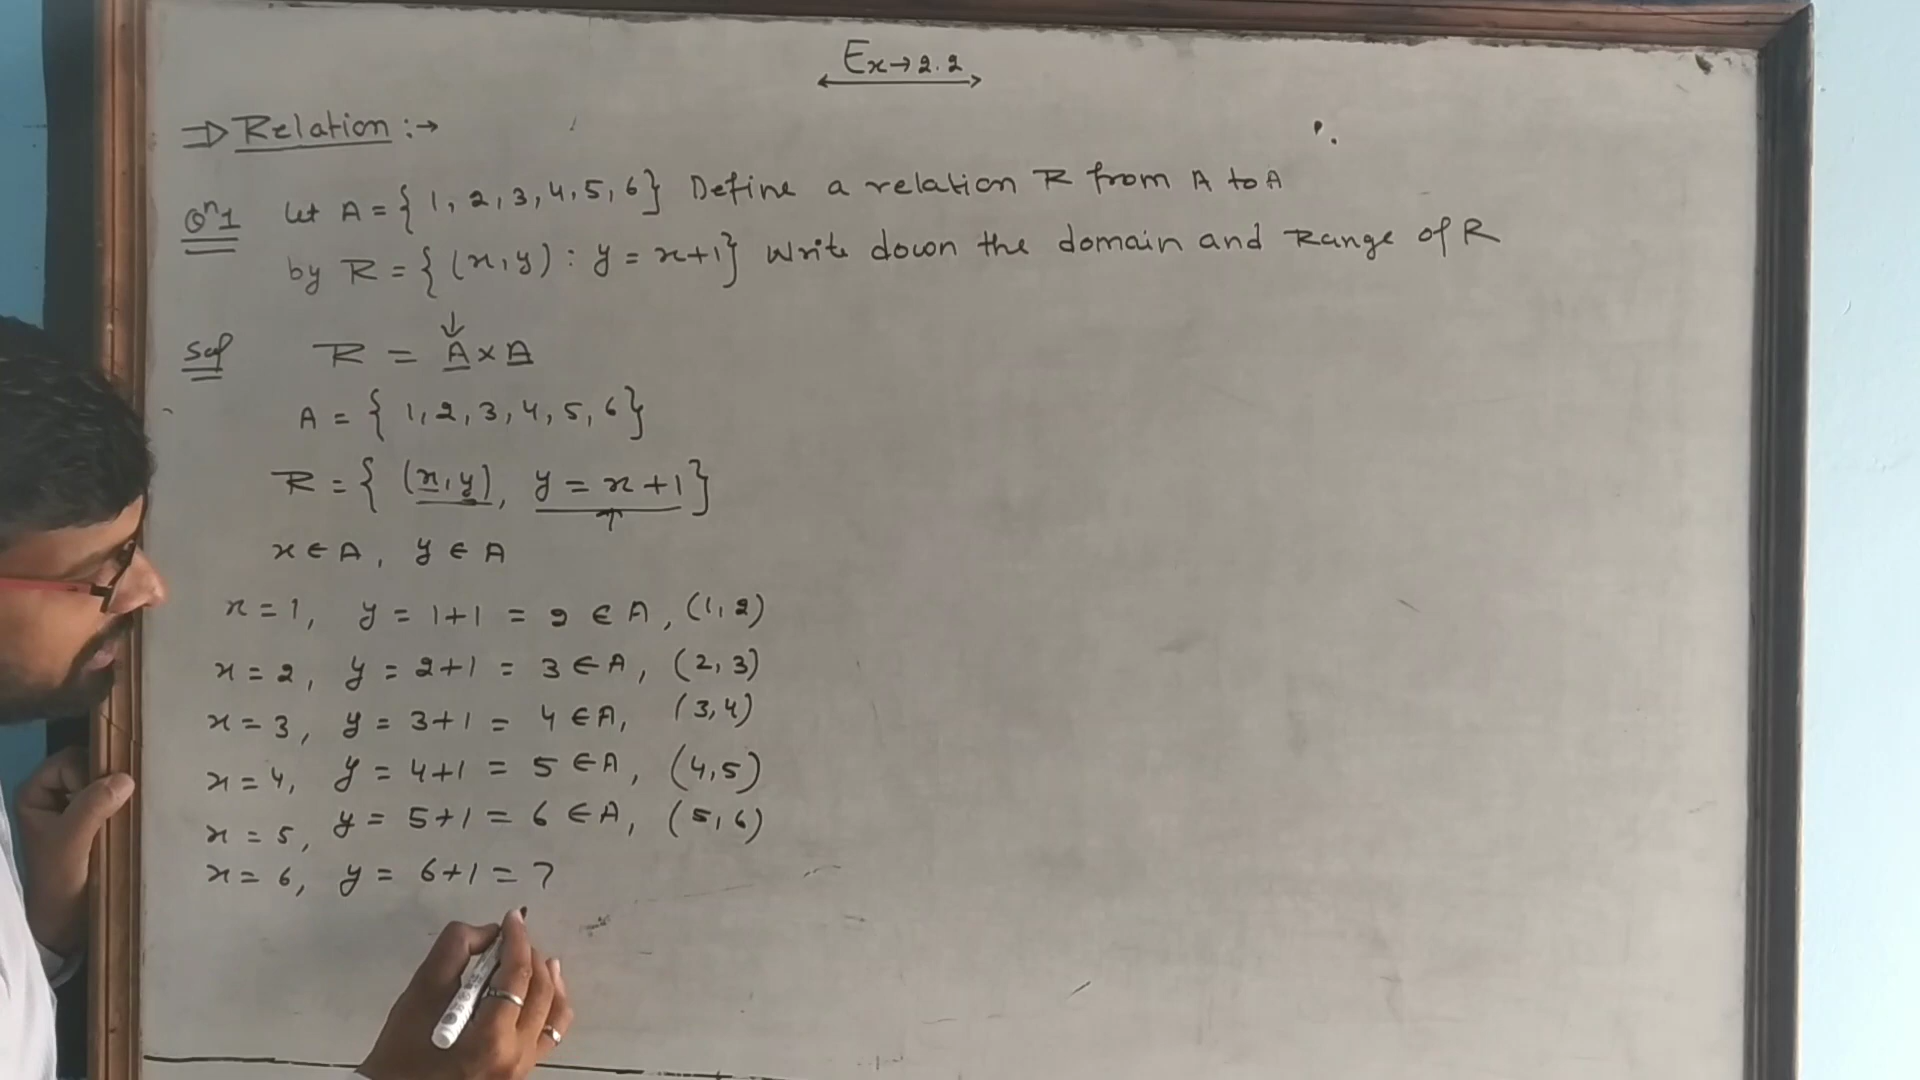 Ex→2.2
⇒ Relation :→
Qn1 Let A = { 1, 2, 3, 4, 5, 6} Define a relation R from A to A
by R = { (x, y) : y = x+1} Write down the domain and Range of R
↓
Sol R = A × A
A = { 1, 2, 3, 4, 5, 6}
R = { (x, y), y = x+1}
↑
x ∈ A, y ∈ A
x = 1, y = 1+1 = 2 ∈ A, (1, 2)
x = 2, y = 2+1 = 3 ∈ A, (2, 3)
x = 3, y = 3+1 = 4 ∈ A, (3, 4)
x = 4, y = 4+1 = 5 ∈ A, (4, 5)
x = 5, y = 5+1 = 6 ∈ A, (5, 6)
x = 6, y = 6+1 = 7